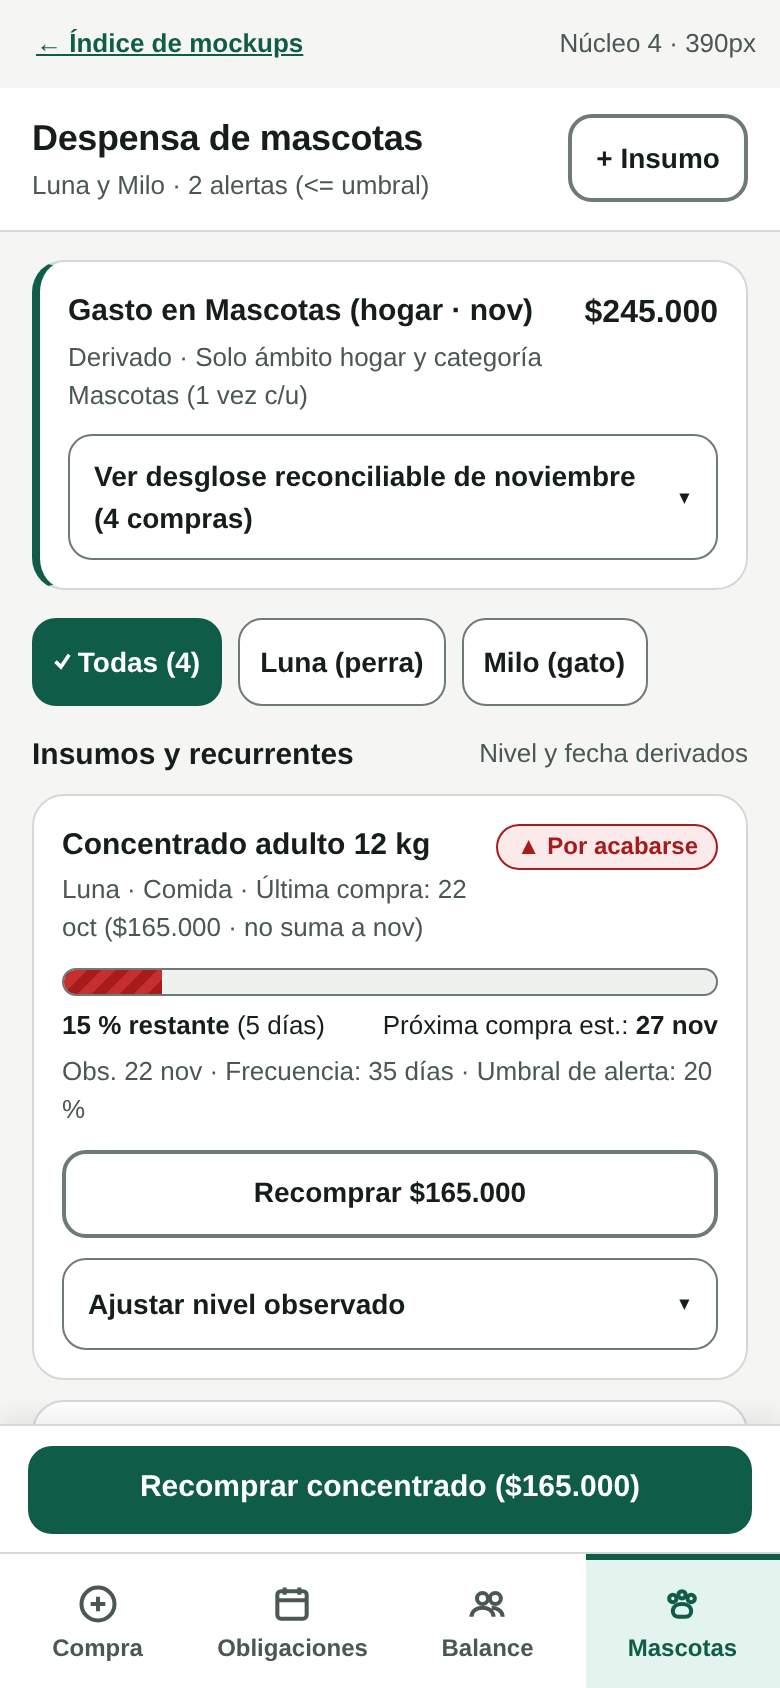 ← Índice de mockups
Núcleo 4 · 390px
Despensa de mascotas
Luna y Milo · 2 alertas (<= umbral)
+ Insumo
Gasto en Mascotas (hogar · nov)
$245.000
Derivado · Solo ámbito hogar y categoría
Mascotas (1 vez c/u)
Ver desglose reconciliable de noviembre
(4 compras)
▼
✓ Todas (4)
Luna (perra)
Milo (gato)
Insumos y recurrentes
Nivel y fecha derivados
Concentrado adulto 12 kg
▲ Por acabarse
Luna · Comida · Última compra: 22
oct ($165.000 · no suma a nov)
15 % restante (5 días)
Próxima compra est.: 27 nov
Obs. 22 nov · Frecuencia: 35 días · Umbral de alerta: 20
%
Recomprar $165.000
Ajustar nivel observado
▼
Recomprar concentrado ($165.000)
Compra
Obligaciones
Balance
Mascotas